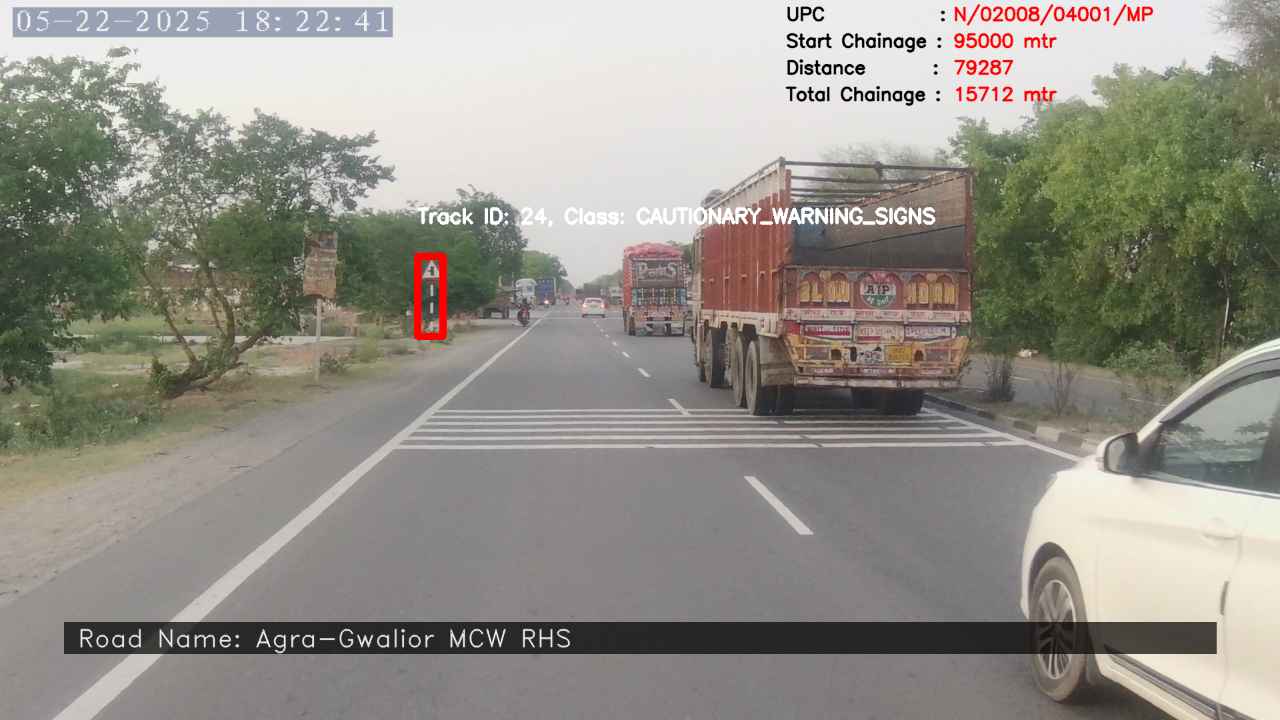 05-22-2025 18:22:41
UPC : N/02008/04001/MP
Start Chainage : 95000 mtr
Distance : 79287
Total Chainage : 15712 mtr
Track ID: 24, Class: CAUTIONARY_WARNING_SIGNS
AIP
Road Name: Agra-Gwalior MCW RHS